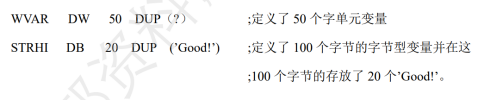 WVAR DW 50 DUP（?） ;定义了 50 个字单元变量
STRHI DB 20 DUP (’Good!’) ;定义了 100 个字节的字节型变量并在这
;100 个字节的存放了 20 个’Good!’。